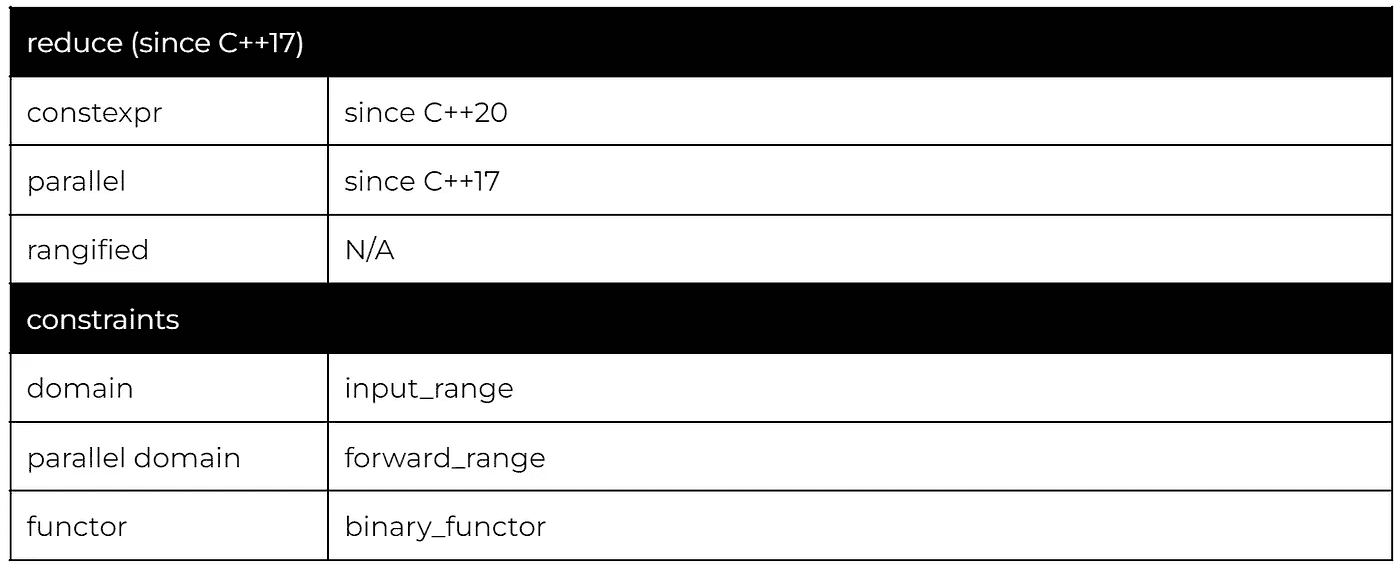 reduce (since C++17)
constexpr since C++20
parallel since C++17
rangified N/A
constraints
domain input_range
parallel domain forward_range
functor binary_functor